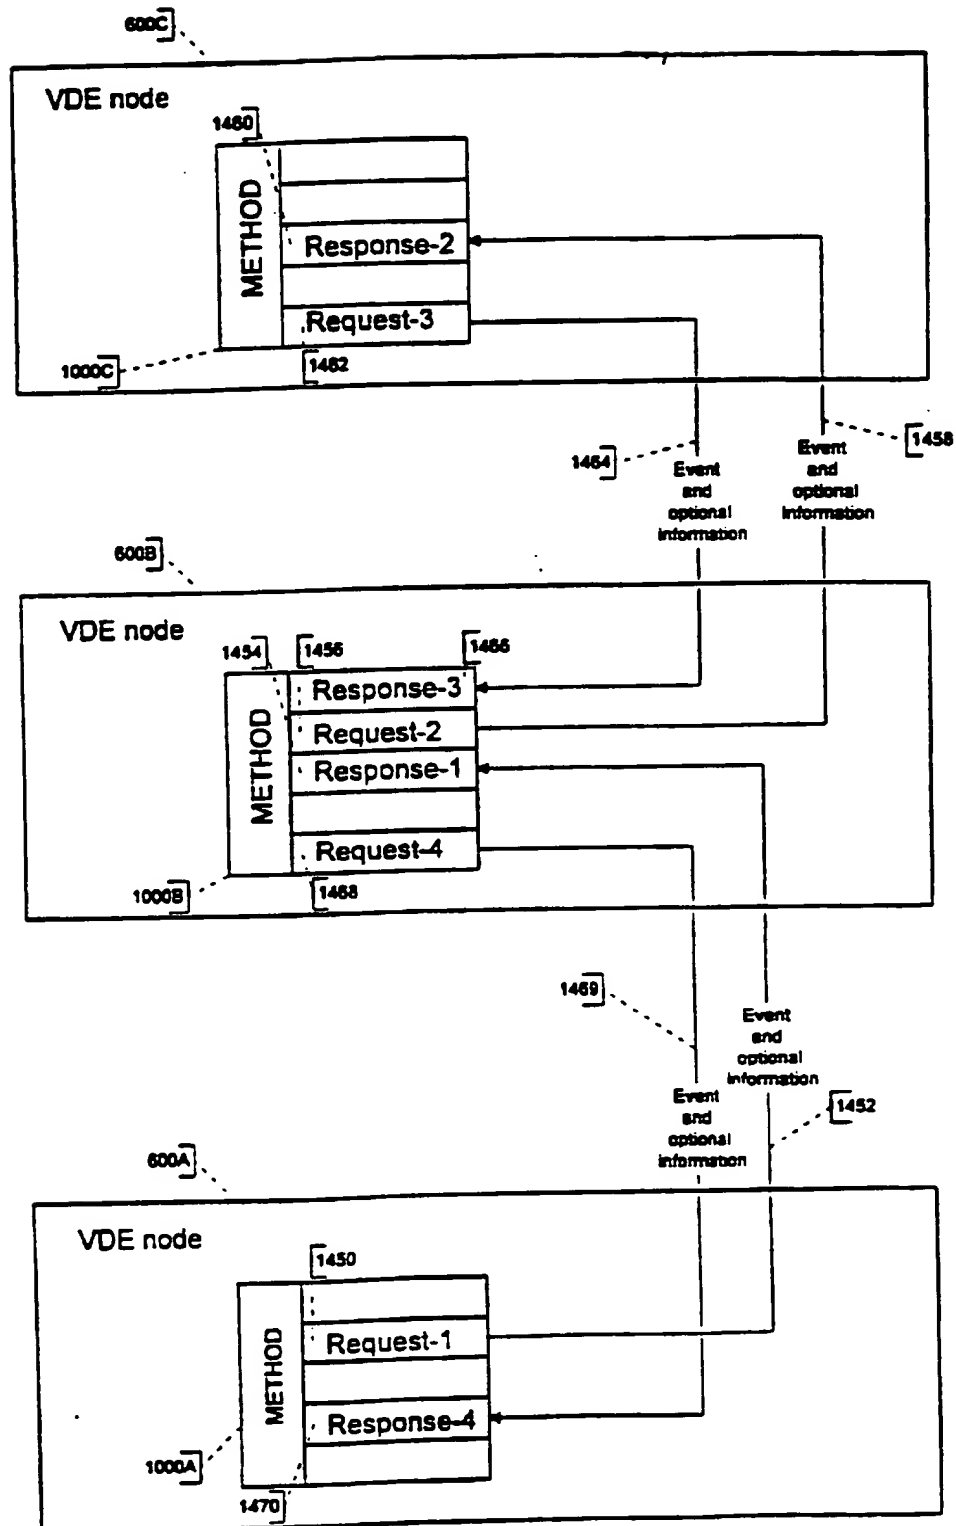 600C
VDE node
1460
METHOD
Response-2
Request-3
1000C
1462
1464
1458
Event
and
optional
information
Event
and
optional
information
600B
VDE node
1454
1456
1466
METHOD
Response-3
Request-2
Response-1
Request-4
1000B
1468
1469
Event
and
optional
information
Event
and
optional
information
1452
600A
VDE node
1450
METHOD
Request-1
Response-4
1000A
1470